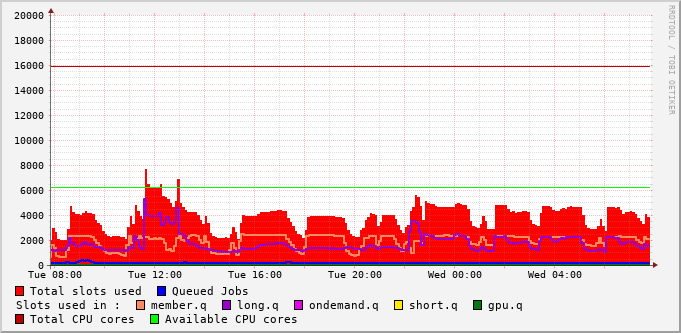 20000
18000
16000
14000
12000
10000
8000
6000
4000
2000
0
Tue 08:00 Tue 12:00 Tue 16:00 Tue 20:00 Wed 00:00 Wed 04:00
Total slots used Queued Jobs
Slots used in : member.q long.q ondemand.q short.q gpu.q
Total CPU cores Available CPU cores
RRDTOOL / TOBI OETIKER